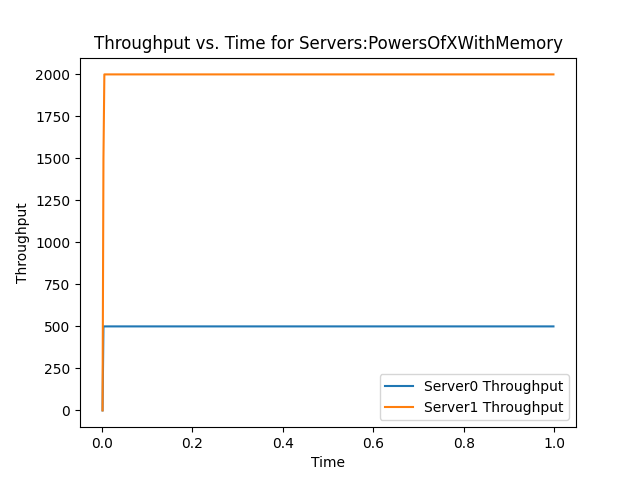 Throughput vs. Time for Servers:PowersOfXWithMemory
2000
1750
1500
1250
1000
750
500
250
0
Throughput
0.0 0.2 0.4 0.6 0.8 1.0
Time
Server0 Throughput
Server1 Throughput